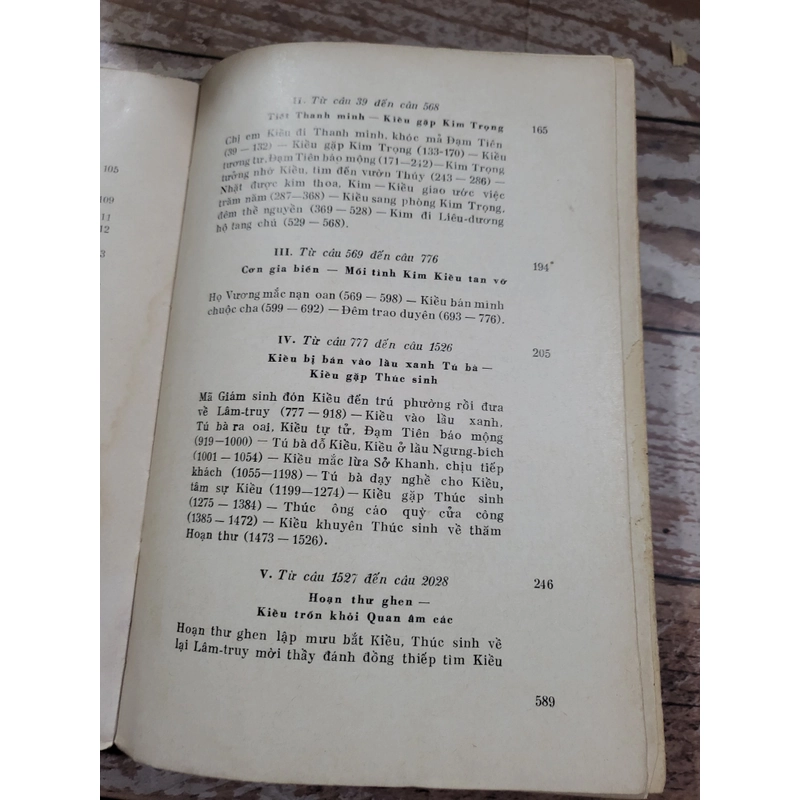 105
109
11
12
3
II. Từ câu 39 đến câu 568
Tiết Thanh minh — Kiều gặp Kim Trọng 165
Chị em Kiều đi Thanh minh, khóc mả Đạm Tiên
(39 — 132) — Kiều gặp Kim Trọng (133-170) — Kiều
tương tư, Đạm Tiên báo mộng (171—242)—Kim Trọng
tưởng nhớ Kiều, tìm đến vườn Thúy (243 — 286) —
Nhặt được kim thoa, Kim — Kiều giao ước việc
trăm năm (287—368) — Kiều sang phòng Kim Trọng,
đêm thề nguyền (369 — 528) — Kim đi Liêu-dương
hộ tang chú (529 — 568).
III. Từ câu 569 đến câu 776 194
Cơn gia biến — Mối tình Kim Kiều tan vỡ
Họ Vương mắc nạn oan (569 — 598) — Kiều bán mình
chuộc cha (599 — 692) — Đêm trao duyên (693 — 776).
IV. Từ câu 777 đến câu 1526 205
Kiều bị bán vào lầu xanh Tú bà —
Kiều gặp Thúc sinh
Mã Giám sinh đón Kiều đến trú phường rồi đưa
về Lâm-truy (777 — 918) — Kiều vào lầu xanh,
Tú bà ra oai, Kiều tự tử, Đạm Tiên báo mộng
(919—1000) — Tú bà dỗ Kiều, Kiều ở lầu Ngưng-bích
(1001 — 1054) — Kiều mắc lừa Sở Khanh, chịu tiếp
khách (1055—1198) — Tú bà dạy nghề cho Kiều,
tâm sự Kiều (1199—1274) — Kiều gặp Thúc sinh
(1275 — 1384) — Thúc ông cáo quỳ cửa công
(1385 — 1472) — Kiều khuyên Thúc sinh về thăm
Hoạn thư (1473 — 1526).
V. Từ câu 1527 đến câu 2028 246
Hoạn thư ghen —
Kiều trốn khỏi Quan âm các
Hoạn thư ghen lập mưu bắt Kiều, Thúc sinh về
lại Lâm-truy mời thầy đánh đồng thiếp tìm Kiều
589